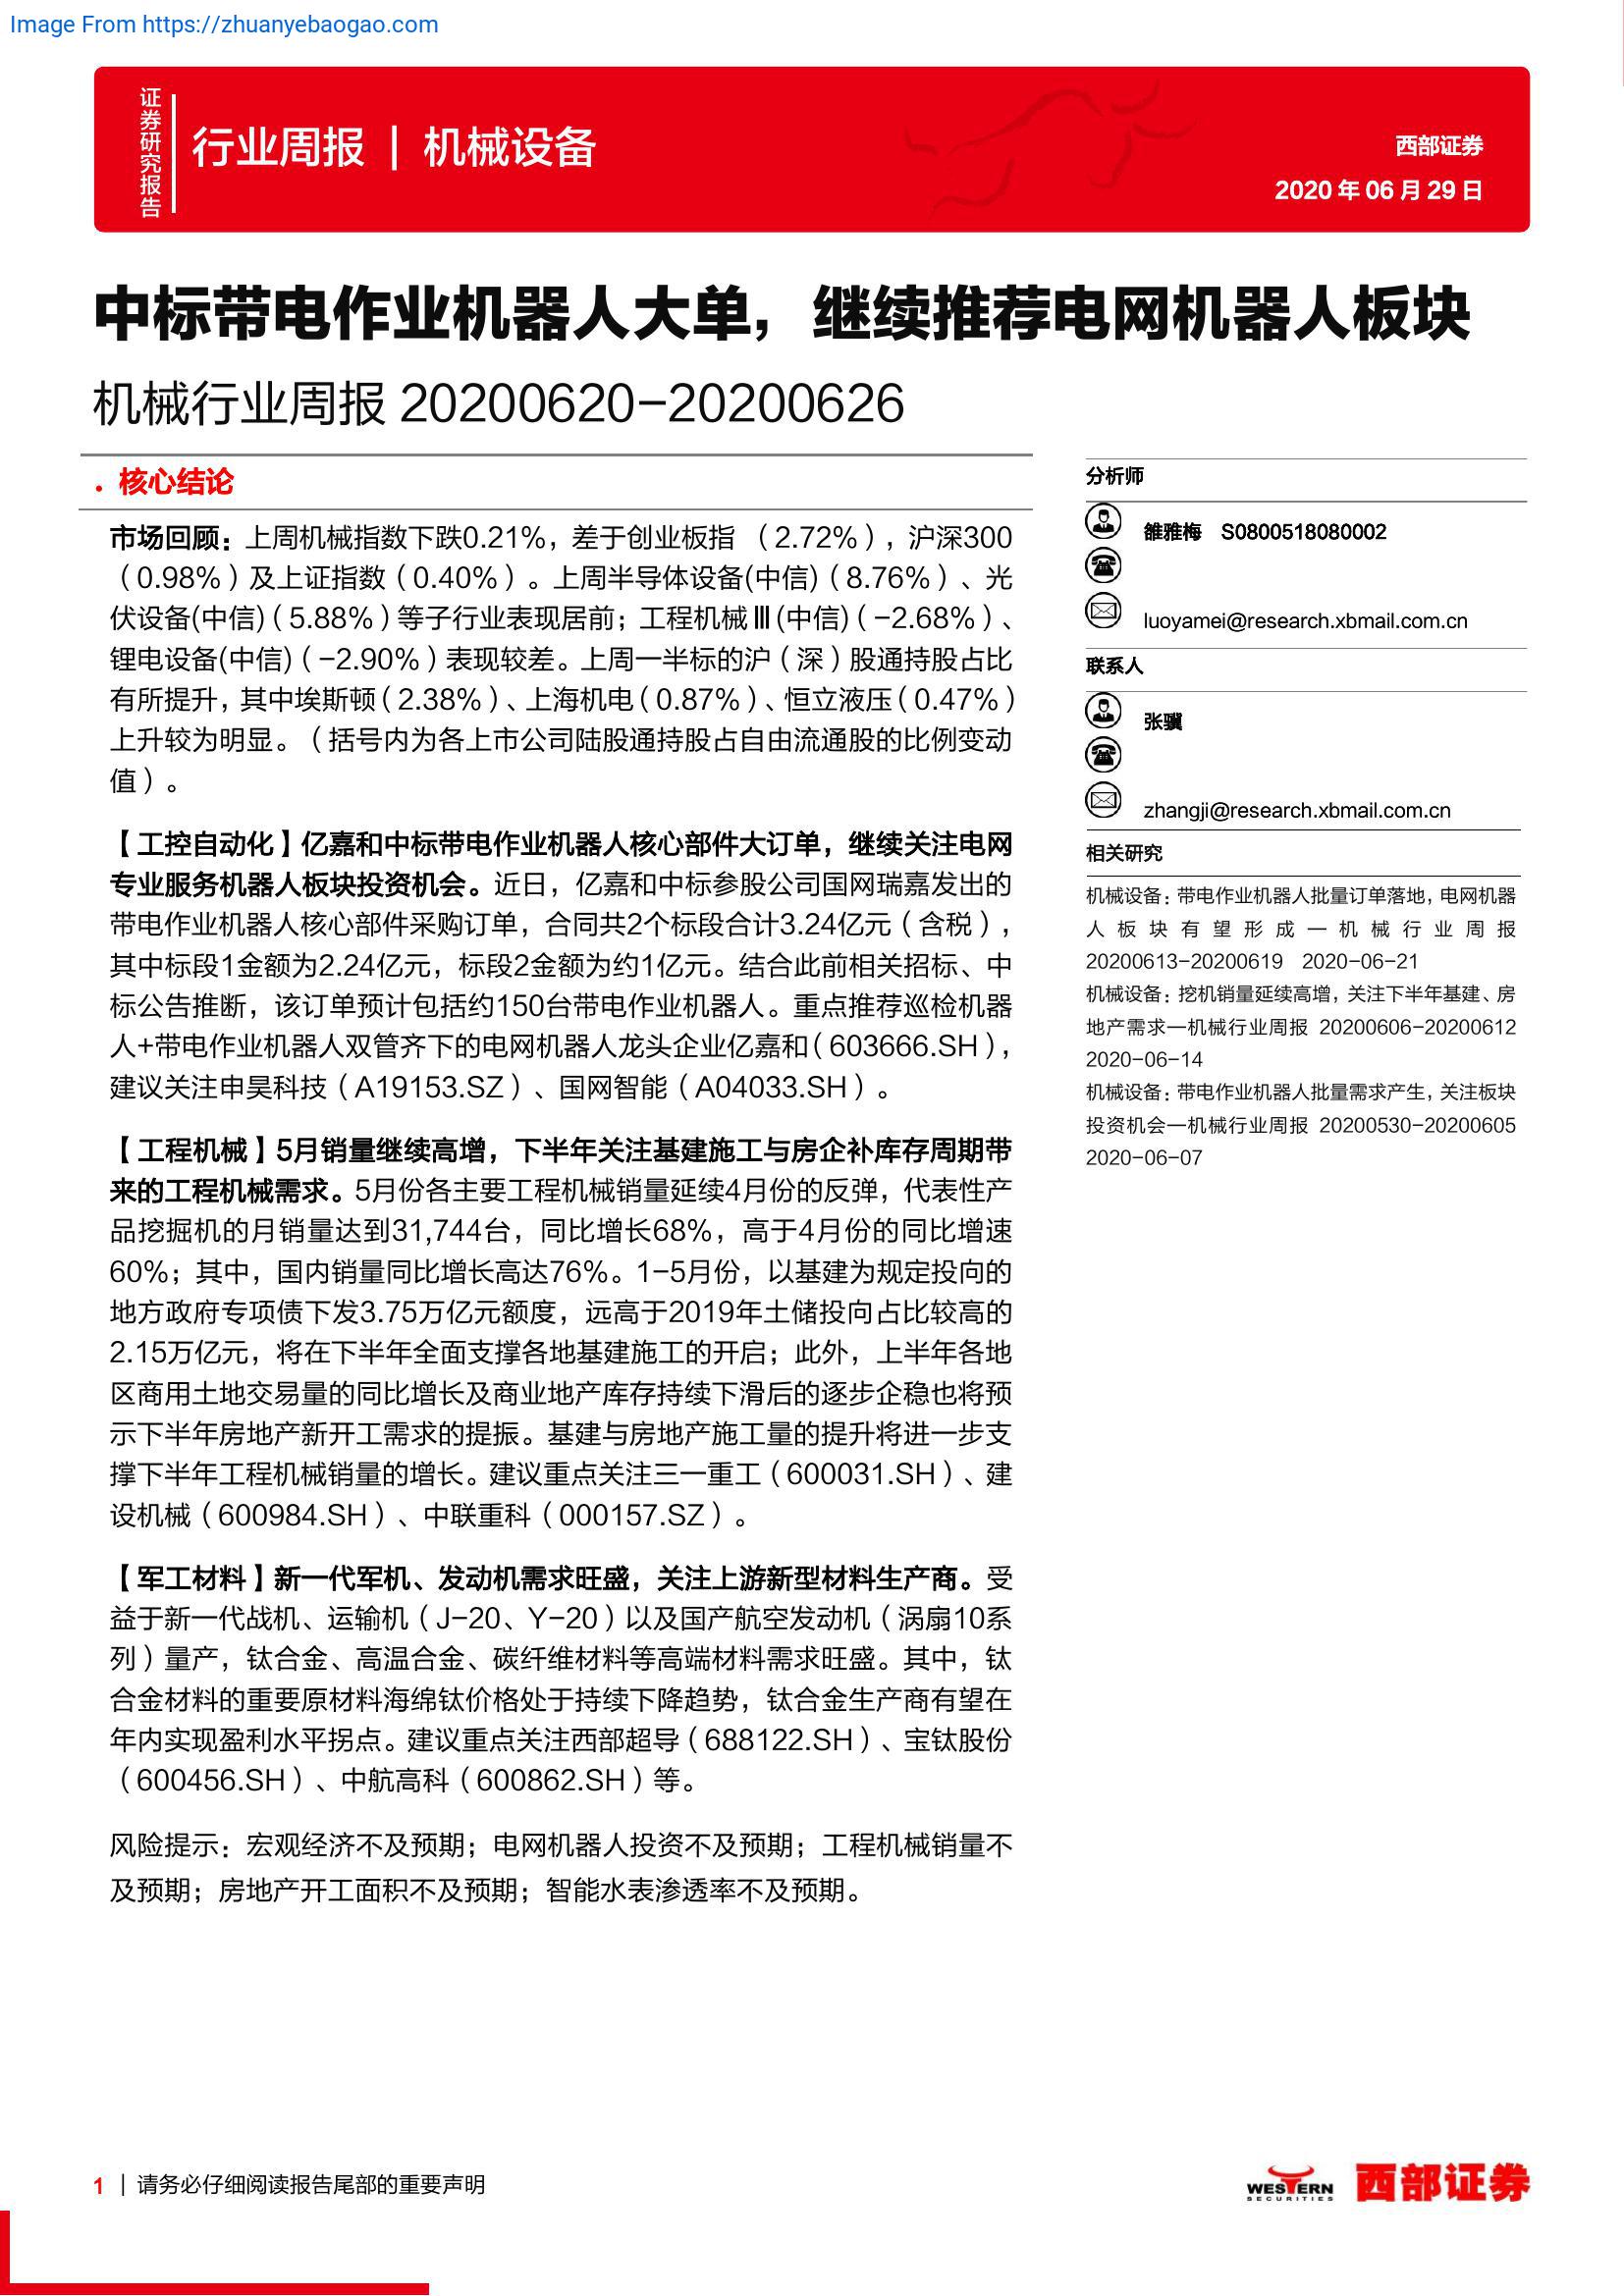 Image From https://zhuanyebaogao.com
证券研究报告
行业周报 | 机械设备
西部证券
2020 年 06 月 29 日
中标带电作业机器人大单，继续推荐电网机器人板块
机械行业周报 20200620-20200626
• 核心结论
市场回顾：上周机械指数下跌0.21%，差于创业板指 （2.72%），沪深300
（0.98%）及上证指数（0.40%）。上周半导体设备(中信)（8.76%）、光
伏设备(中信)（5.88%）等子行业表现居前；工程机械Ⅲ(中信)（-2.68%）、
锂电设备(中信)（-2.90%）表现较差。上周一半标的沪（深）股通持股占比
有所提升，其中埃斯顿（2.38%）、上海机电（0.87%）、恒立液压（0.47%）
上升较为明显。（括号内为各上市公司陆股通持股占自由流通股的比例变动
值）。
【工控自动化】亿嘉和中标带电作业机器人核心部件大订单，继续关注电网
专业服务机器人板块投资机会。近日，亿嘉和中标参股公司国网瑞嘉发出的
带电作业机器人核心部件采购订单，合同共2个标段合计3.24亿元（含税），
其中标段1金额为2.24亿元，标段2金额为约1亿元。结合此前相关招标、中
标公告推断，该订单预计包括约150台带电作业机器人。重点推荐巡检机器
人+带电作业机器人双管齐下的电网机器人龙头企业亿嘉和（603666.SH），
建议关注申昊科技（A19153.SZ）、国网智能（A04033.SH）。
【工程机械】5月销量继续高增，下半年关注基建施工与房企补库存周期带
来的工程机械需求。5月份各主要工程机械销量延续4月份的反弹，代表性产
品挖掘机的月销量达到31,744台，同比增长68%，高于4月份的同比增速
60%；其中，国内销量同比增长高达76%。1-5月份，以基建为规定投向的
地方政府专项债下发3.75万亿元额度，远高于2019年土储投向占比较高的
2.15万亿元，将在下半年全面支撑各地基建施工的开启；此外，上半年各地
区商用土地交易量的同比增长及商业地产库存持续下滑后的逐步企稳也将预
示下半年房地产新开工需求的提振。基建与房地产施工量的提升将进一步支
撑下半年工程机械销量的增长。建议重点关注三一重工（600031.SH）、建
设机械（600984.SH）、中联重科（000157.SZ）。
【军工材料】新一代军机、发动机需求旺盛，关注上游新型材料生产商。受
益于新一代战机、运输机（J-20、Y-20）以及国产航空发动机（涡扇10系
列）量产，钛合金、高温合金、碳纤维材料等高端材料需求旺盛。其中，钛
合金材料的重要原材料海绵钛价格处于持续下降趋势，钛合金生产商有望在
年内实现盈利水平拐点。建议重点关注西部超导（688122.SH）、宝钛股份
（600456.SH）、中航高科（600862.SH）等。
风险提示：宏观经济不及预期；电网机器人投资不及预期；工程机械销量不
及预期；房地产开工面积不及预期；智能水表渗透率不及预期。
分析师
雒雅梅 S0800518080002
luoyamei@research.xbmail.com.cn
联系人
张骥
zhangji@research.xbmail.com.cn
相关研究
机械设备：带电作业机器人批量订单落地，电网机器
人板块有望形成—机械行业周报
20200613-20200619 2020-06-21
机械设备：挖机销量延续高增，关注下半年基建、房
地产需求—机械行业周报 20200606-20200612
2020-06-14
机械设备：带电作业机器人批量需求产生，关注板块
投资机会—机械行业周报 20200530-20200605
2020-06-07
1 | 请务必仔细阅读报告尾部的重要声明
WESTERN
SECURITIES
西部证券